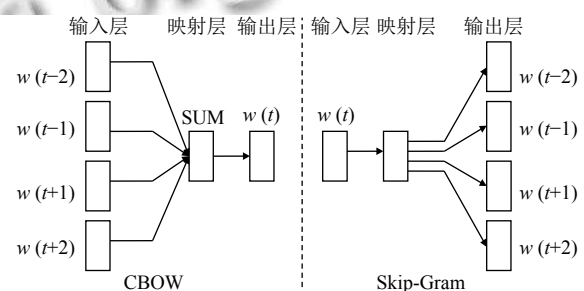 输入层 映射层 输出层
w (t−2)
w (t−1)
SUM w (t)
w (t+1)
w (t+2)
CBOW
输入层 映射层 输出层
w (t)
w (t−2)
w (t−1)
w (t+1)
w (t+2)
Skip-Gram